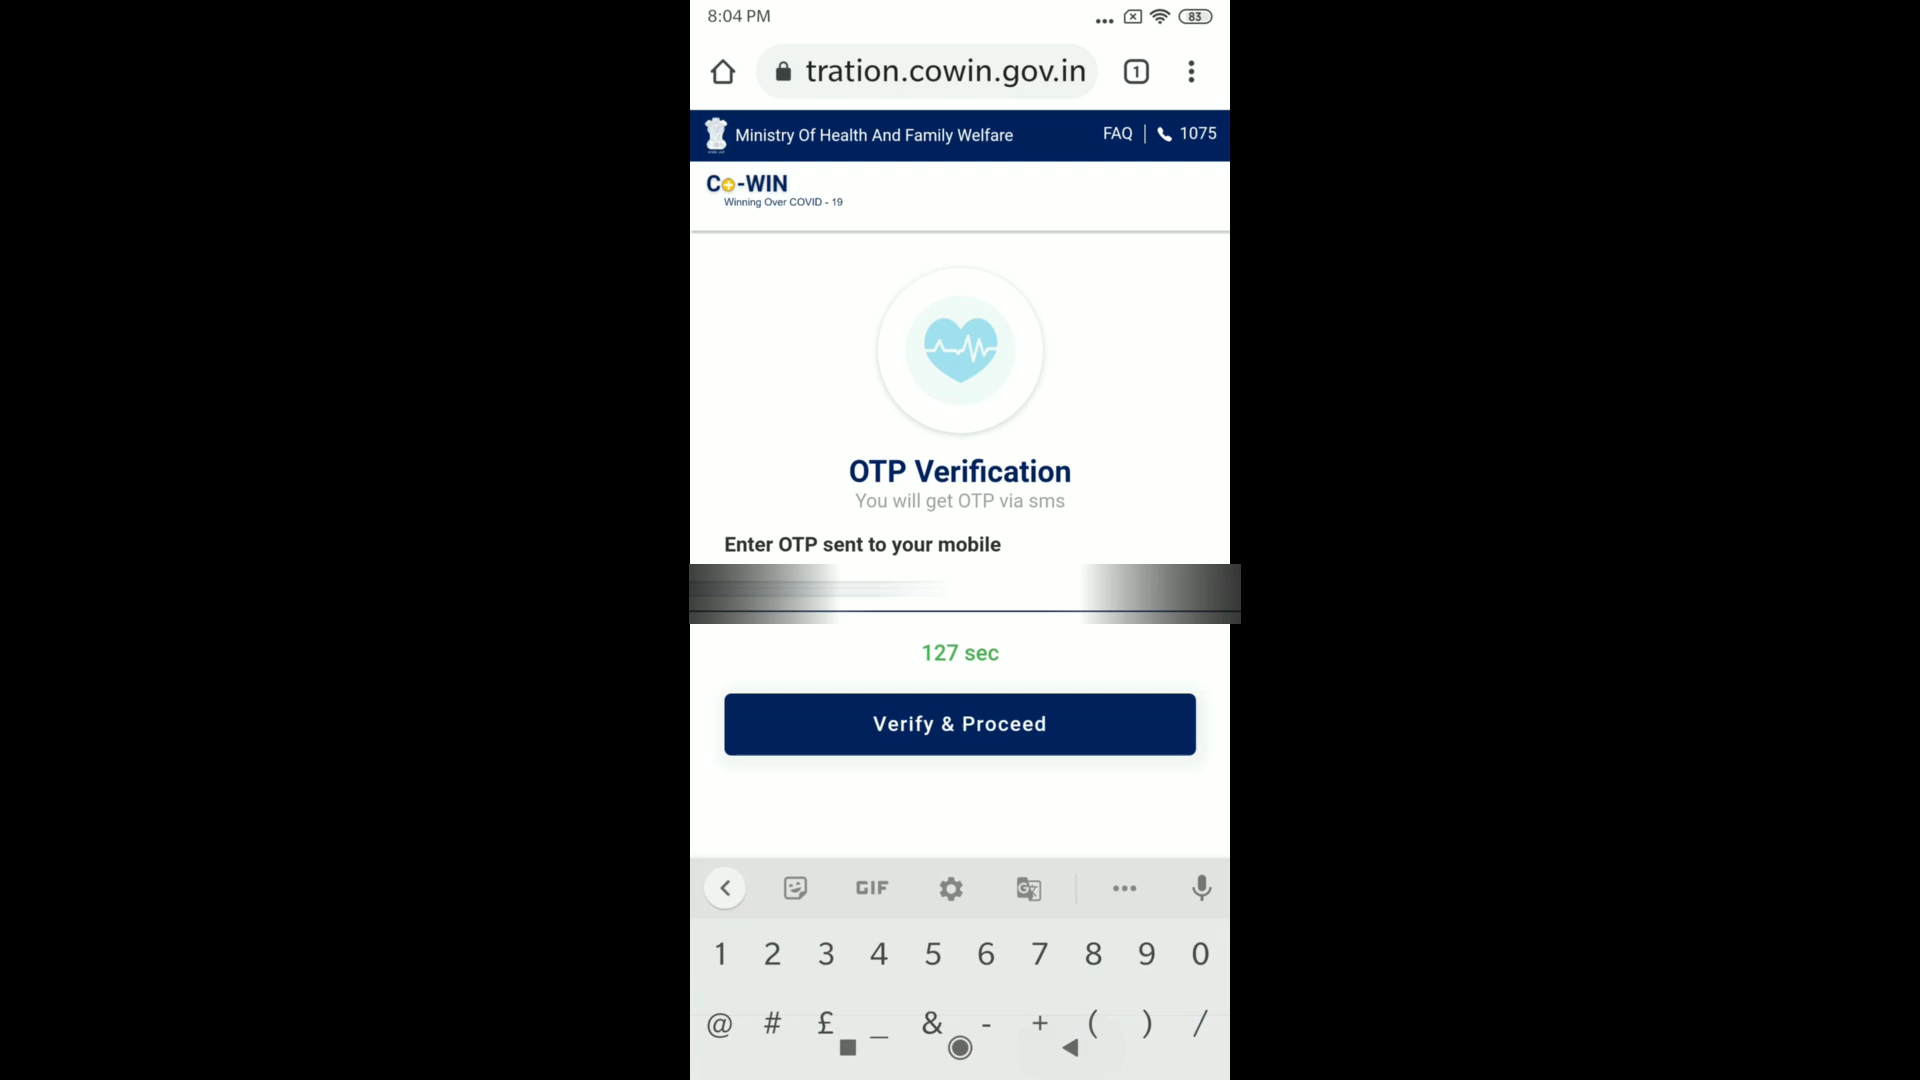 8:04 PM
83
tration.cowin.gov.in
1
Ministry Of Health And Family Welfare
FAQ | 1075
CO-WIN
Winning Over COVID - 19
OTP Verification
You will get OTP via sms
Enter OTP sent to your mobile
127 sec
Verify & Proceed
GIF
1 2 3 4 5 6 7 8 9 0
@ # £ _ & - + ( ) /